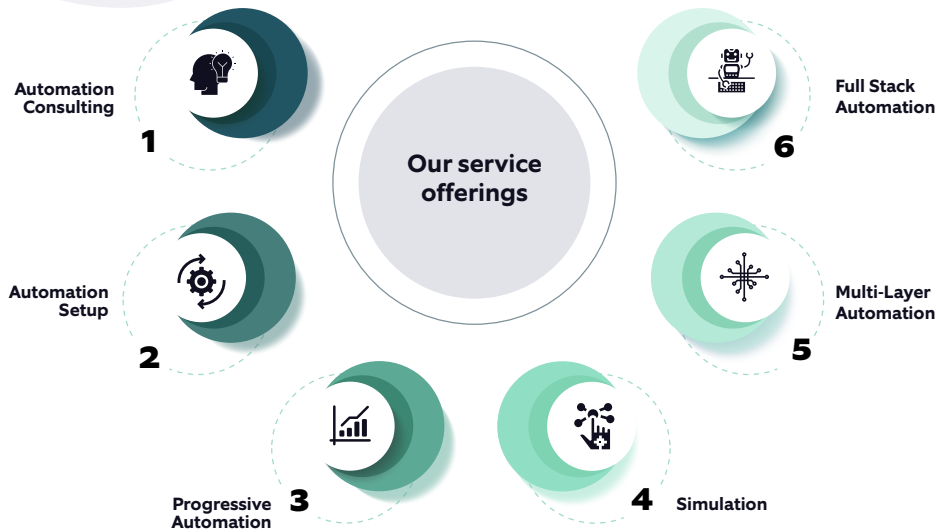 Our service
offerings
Automation
Consulting
1
Automation
Setup
2
Progressive
Automation
3
Simulation
4
Multi-Layer
Automation
5
Full Stack
Automation
6